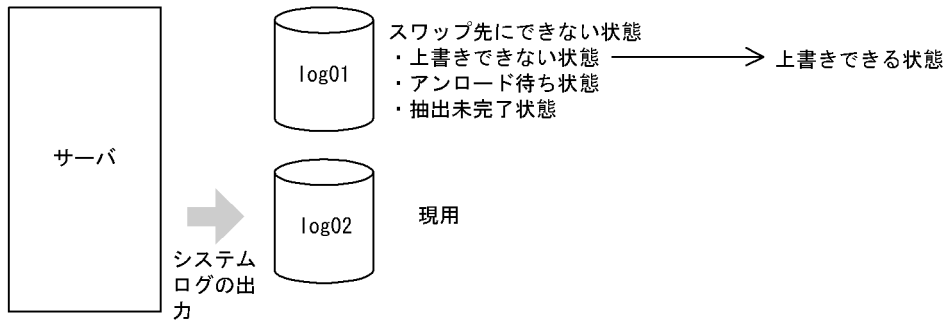 サーバ
log01
スワップ先にできない状態
・上書きできない状態
・アンロード待ち状態
・抽出未完了状態
上書きできる状態
log02
現用
システム
ログの出
力